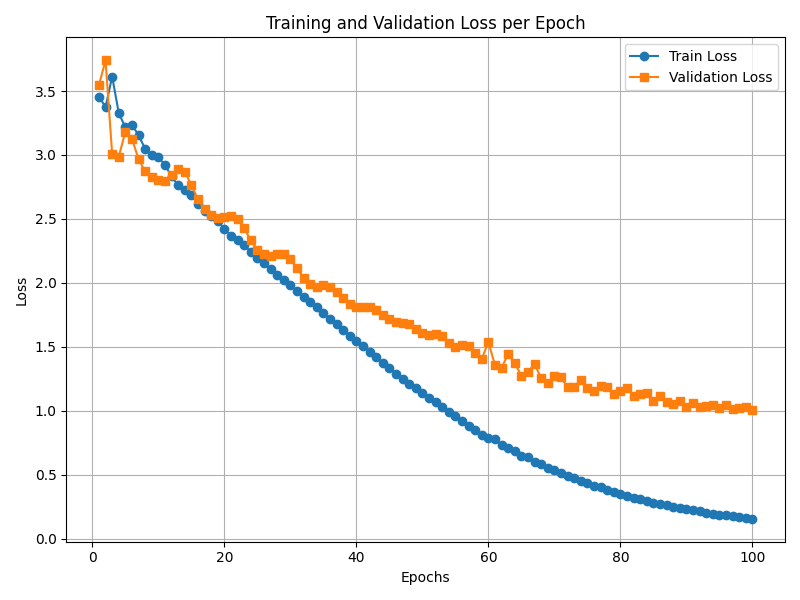 Training and Validation Loss per Epoch
Train Loss
Validation Loss
3.5
3.0
2.5
2.0
1.5
1.0
0.5
0.0
Loss
0 20 40 60 80 100
Epochs